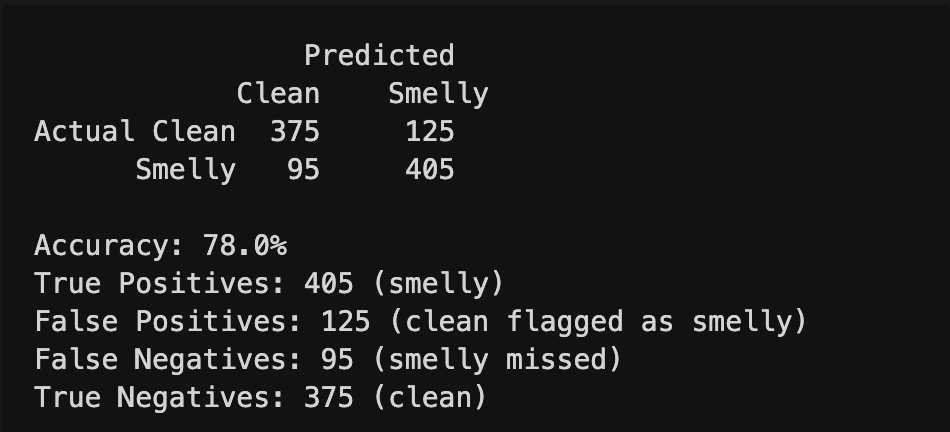 Predicted
Clean Smelly
Actual Clean 375 125
Smelly 95 405
Accuracy: 78.0%
True Positives: 405 (smelly)
False Positives: 125 (clean flagged as smelly)
False Negatives: 95 (smelly missed)
True Negatives: 375 (clean)